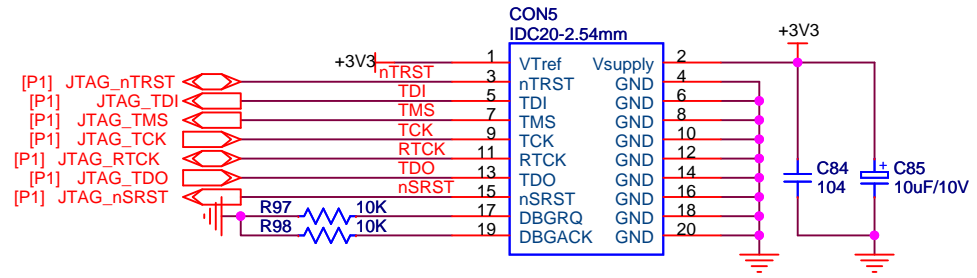 CON5
IDC20-2.54mm
+3V3 1 VTref Vsupply 2 +3V3
[P1] JTAG_nTRST nTRST 3 nTRST GND 4
[P1] JTAG_TDI TDI 5 TDI GND 6
[P1] JTAG_TMS TMS 7 TMS GND 8
[P1] JTAG_TCK TCK 9 TCK GND 10
[P1] JTAG_RTCK RTCK 11 RTCK GND 12
[P1] JTAG_TDO TDO 13 TDO GND 14
[P1] JTAG_nSRST nSRST 15 nSRST GND 16
R97 10K 17 DBGRQ GND 18
R98 10K 19 DBGACK GND 20
C84
104
+
C85
10uF/10V